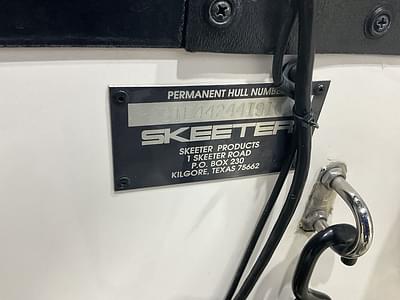 PERMANENT HULL NUMBER
SKEETER
SKEETER PRODUCTS
1 SKEETER ROAD
P.O. BOX 230
KILGORE, TEXAS 75662